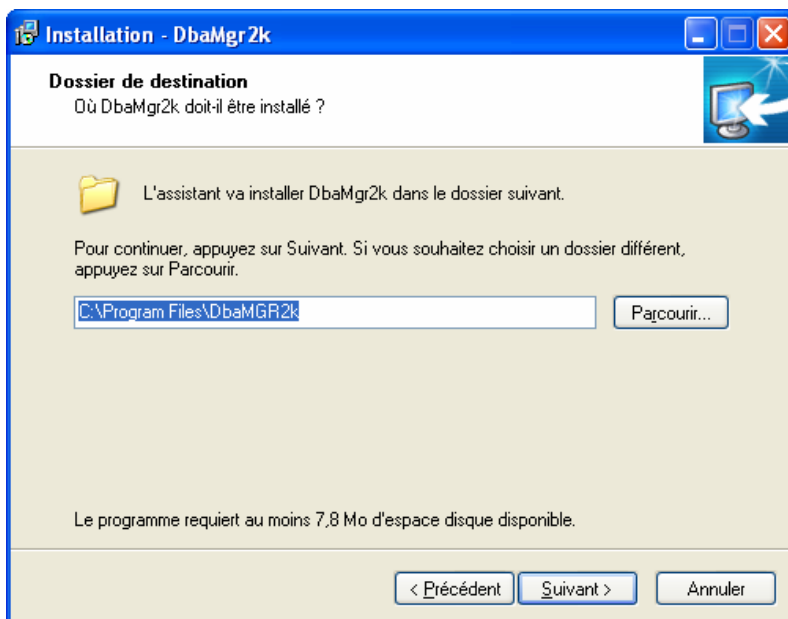 Installation - DbaMgr2k
Dossier de destination
Où DbaMgr2k doit-il être installé ?
L'assistant va installer DbaMgr2k dans le dossier suivant.
Pour continuer, appuyez sur Suivant. Si vous souhaitez choisir un dossier différent,
appuyez sur Parcourir.
C:\Program Files\DbaMGR2k
Parcourir...
Le programme requiert au moins 7,8 Mo d'espace disque disponible.
< Précédent Suivant > Annuler